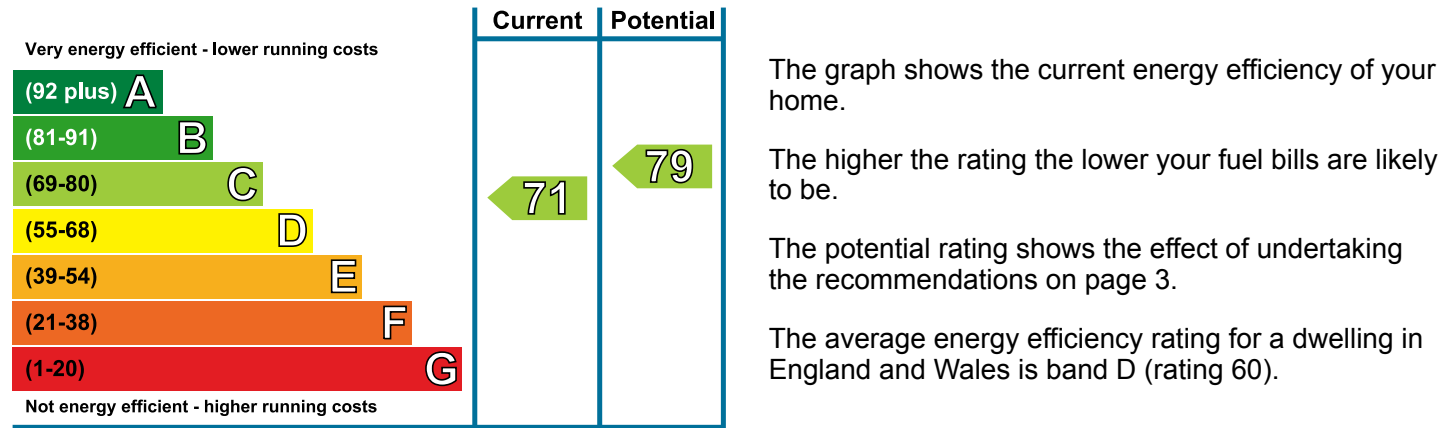 Current Potential
Very energy efficient - lower running costs
(92 plus) A
(81-91) B
(69-80) C
(55-68) D
(39-54) E
(21-38) F
(1-20) G
Not energy efficient - higher running costs
71
79
The graph shows the current energy efficiency of your
home.
The higher the rating the lower your fuel bills are likely
to be.
The potential rating shows the effect of undertaking
the recommendations on page 3.
The average energy efficiency rating for a dwelling in
England and Wales is band D (rating 60).